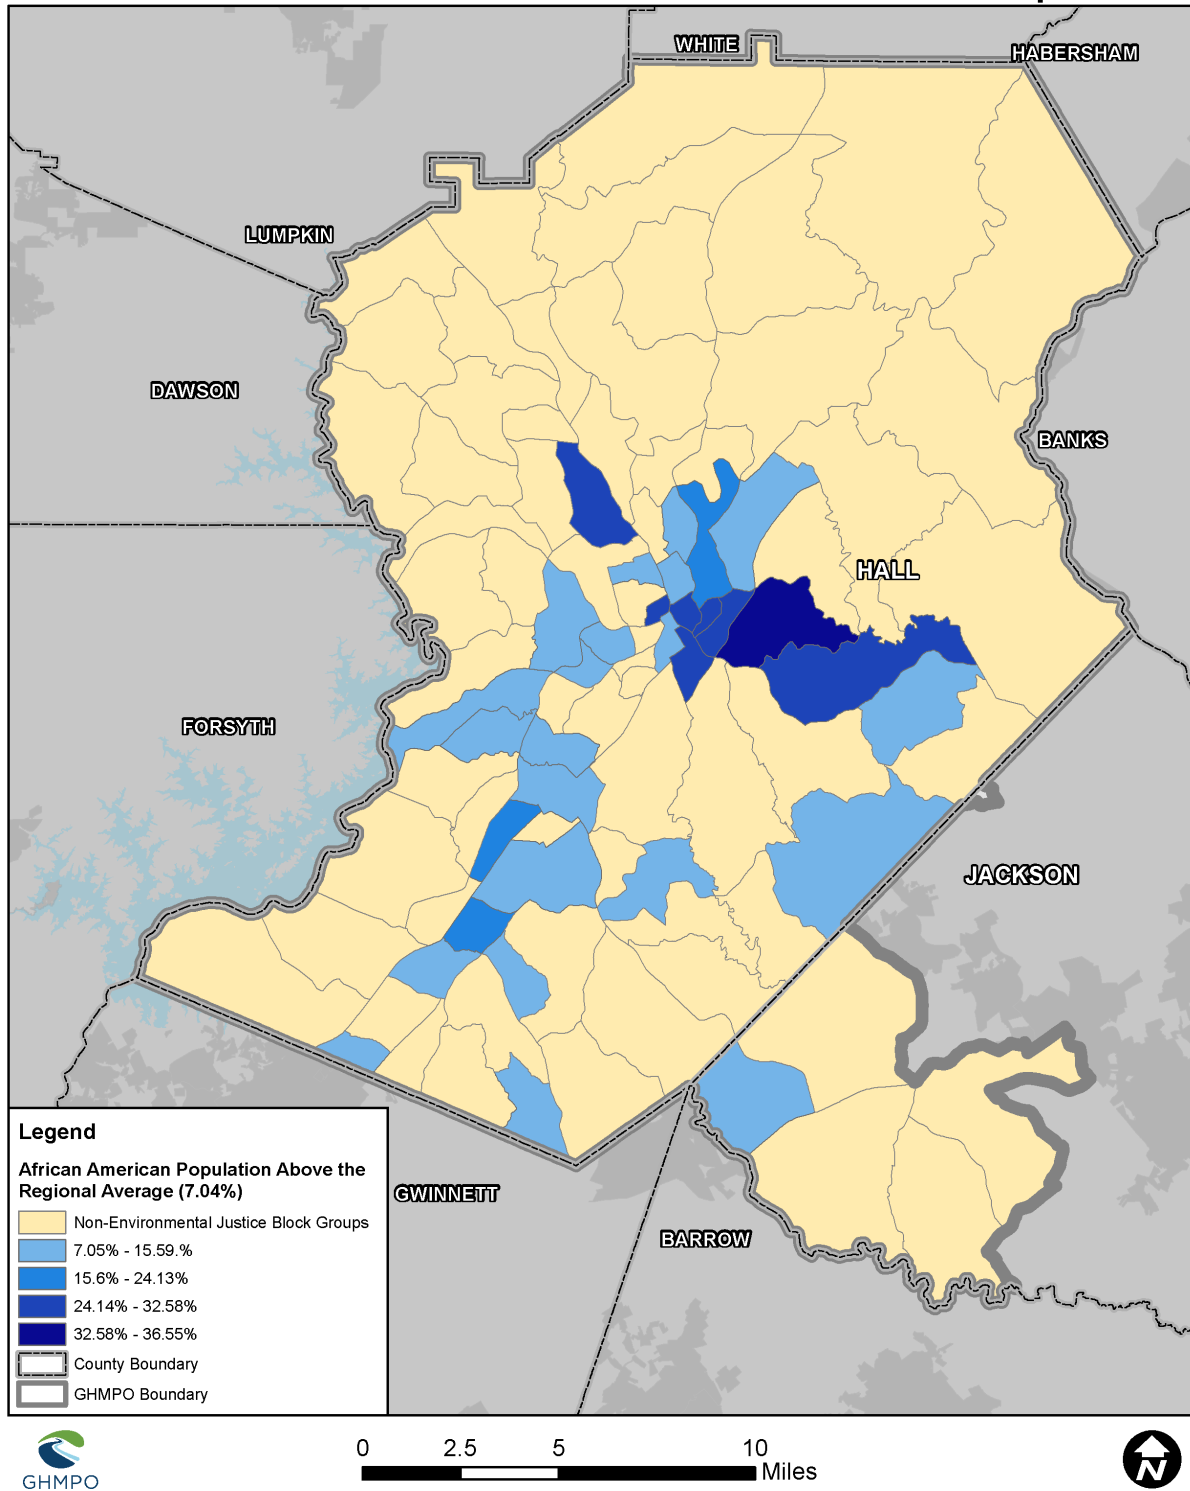 WHITE
HABERSHAM
LUMPKIN
DAWSON
BANKS
HALL
FORSYTH
JACKSON
GWINNETT
BARROW
Legend
African American Population Above the
Regional Average (7.04%)
Non-Environmental Justice Block Groups
7.05% - 15.59.%
15.6% - 24.13%
24.14% - 32.58%
32.58% - 36.55%
County Boundary
GHMPO Boundary
GHMPO
0 2.5 5 10
Miles
N